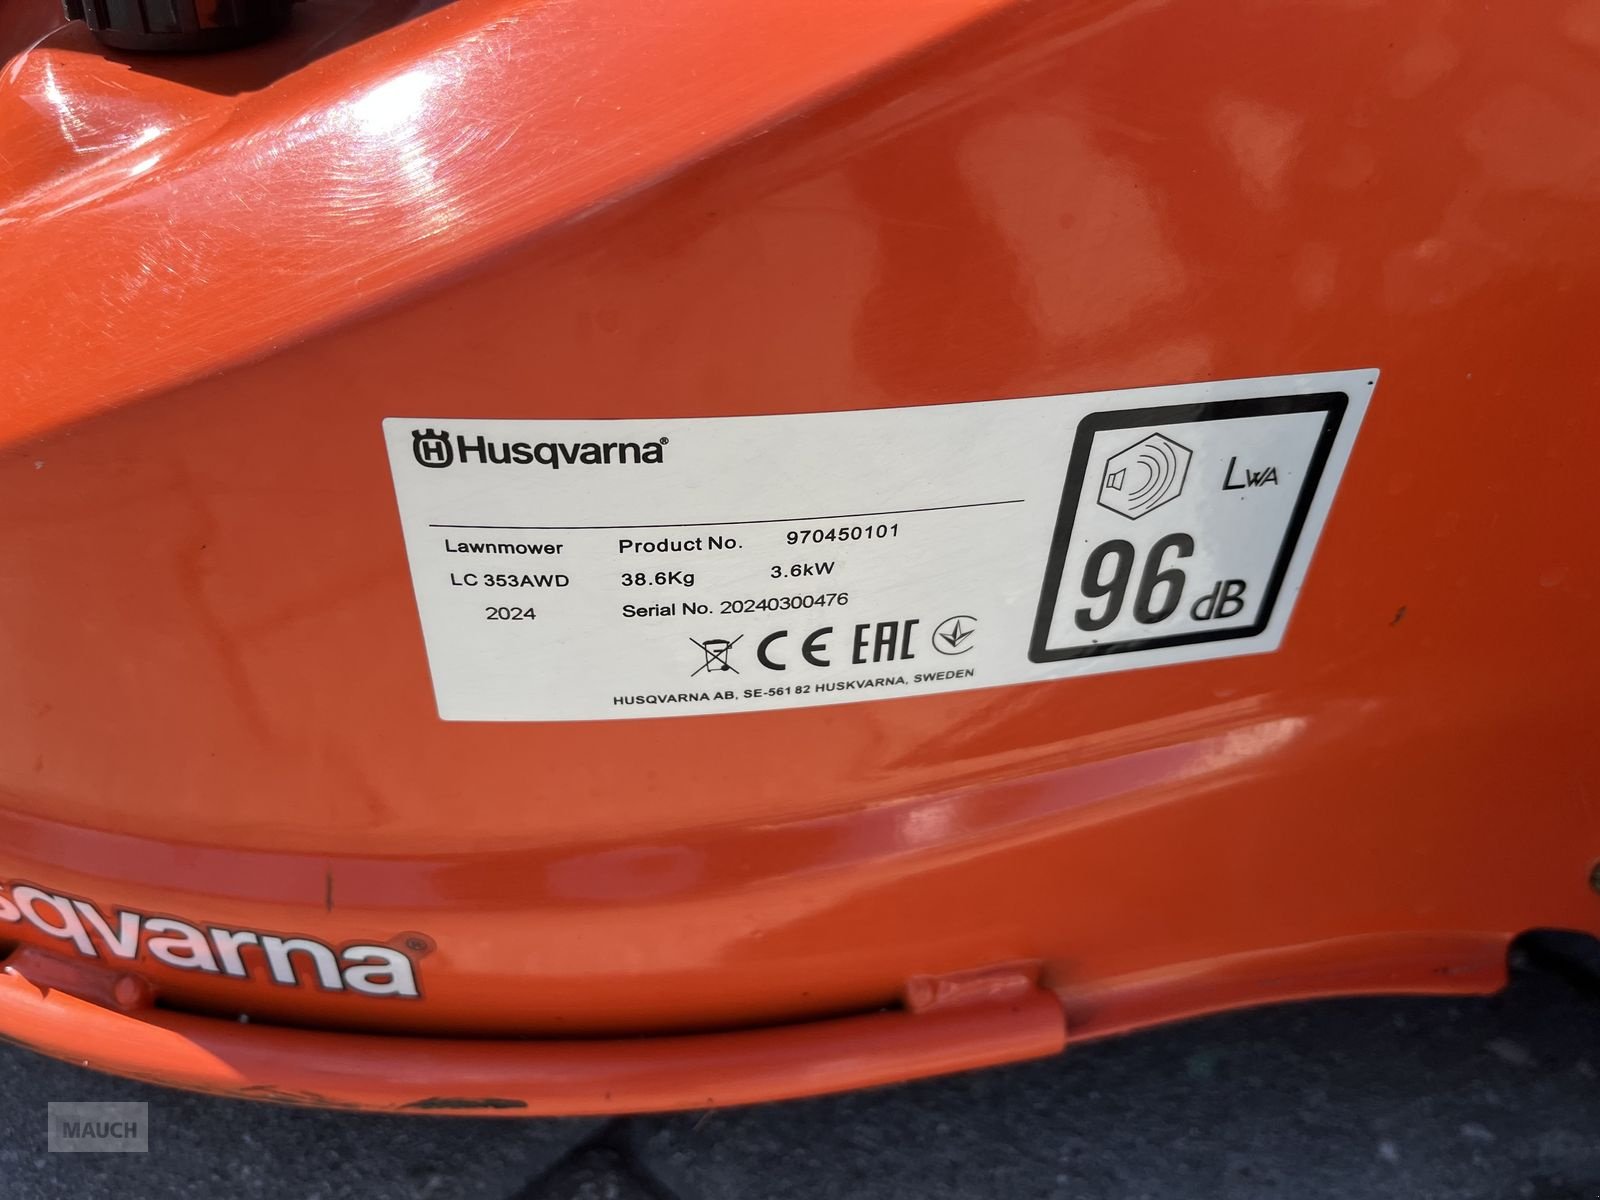 Husqvarna®
Lawnmower Product No. 970450101
LC 353AWD 38.6Kg 3.6kW
2024 Serial No. 20240300476
CE EAC
HUSQVARNA AB, SE-561 82 HUSKVARNA, SWEDEN
LWA
96 dB
sqvarna®
MAUCH